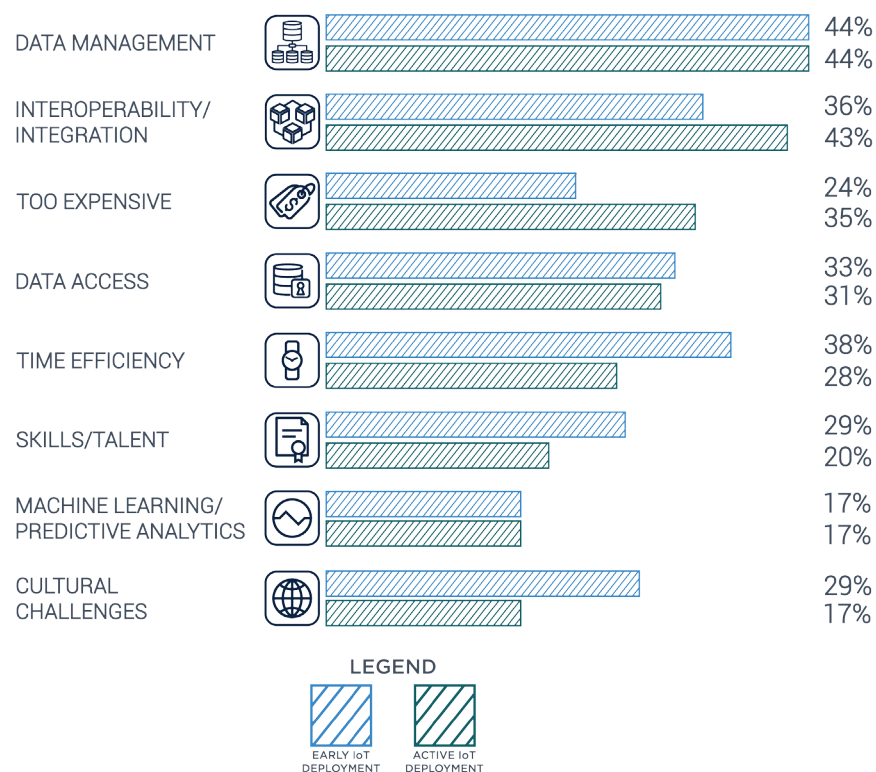 DATA MANAGEMENT
44%
44%
INTEROPERABILITY/
INTEGRATION
36%
43%
TOO EXPENSIVE
$
24%
35%
DATA ACCESS
33%
31%
TIME EFFICIENCY
38%
28%
SKILLS/TALENT
29%
20%
MACHINE LEARNING/
PREDICTIVE ANALYTICS
17%
17%
CULTURAL
CHALLENGES
29%
17%
LEGEND
EARLY IoT
DEPLOYMENT
ACTIVE IoT
DEPLOYMENT